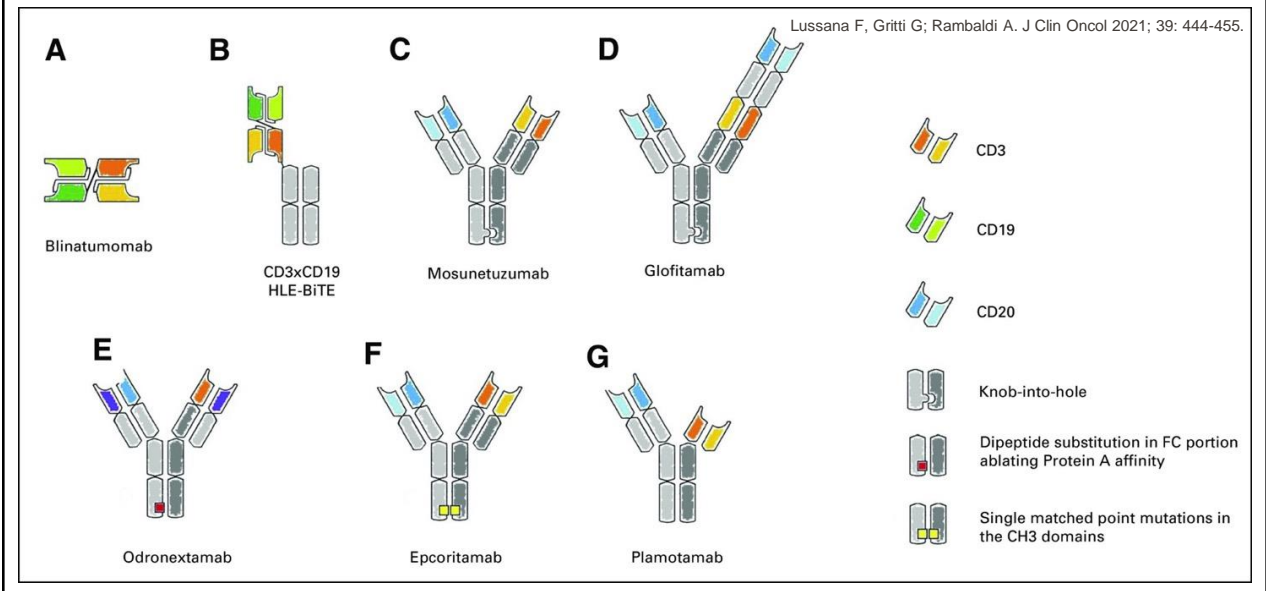 Lussana F, Gritti G; Rambaldi A. J Clin Oncol 2021; 39: 444-455.
A
B
C
D
Blinatumomab
CD3xCD19
HLE-BiTE
Mosunetuzumab
Glofitamab
E
F
G
Odronextamab
Epcoritamab
Plamotamab
CD3
CD19
CD20
Knob-into-hole
Dipeptide substitution in FC portion
ablating Protein A affinity
Single matched point mutations in
the CH3 domains